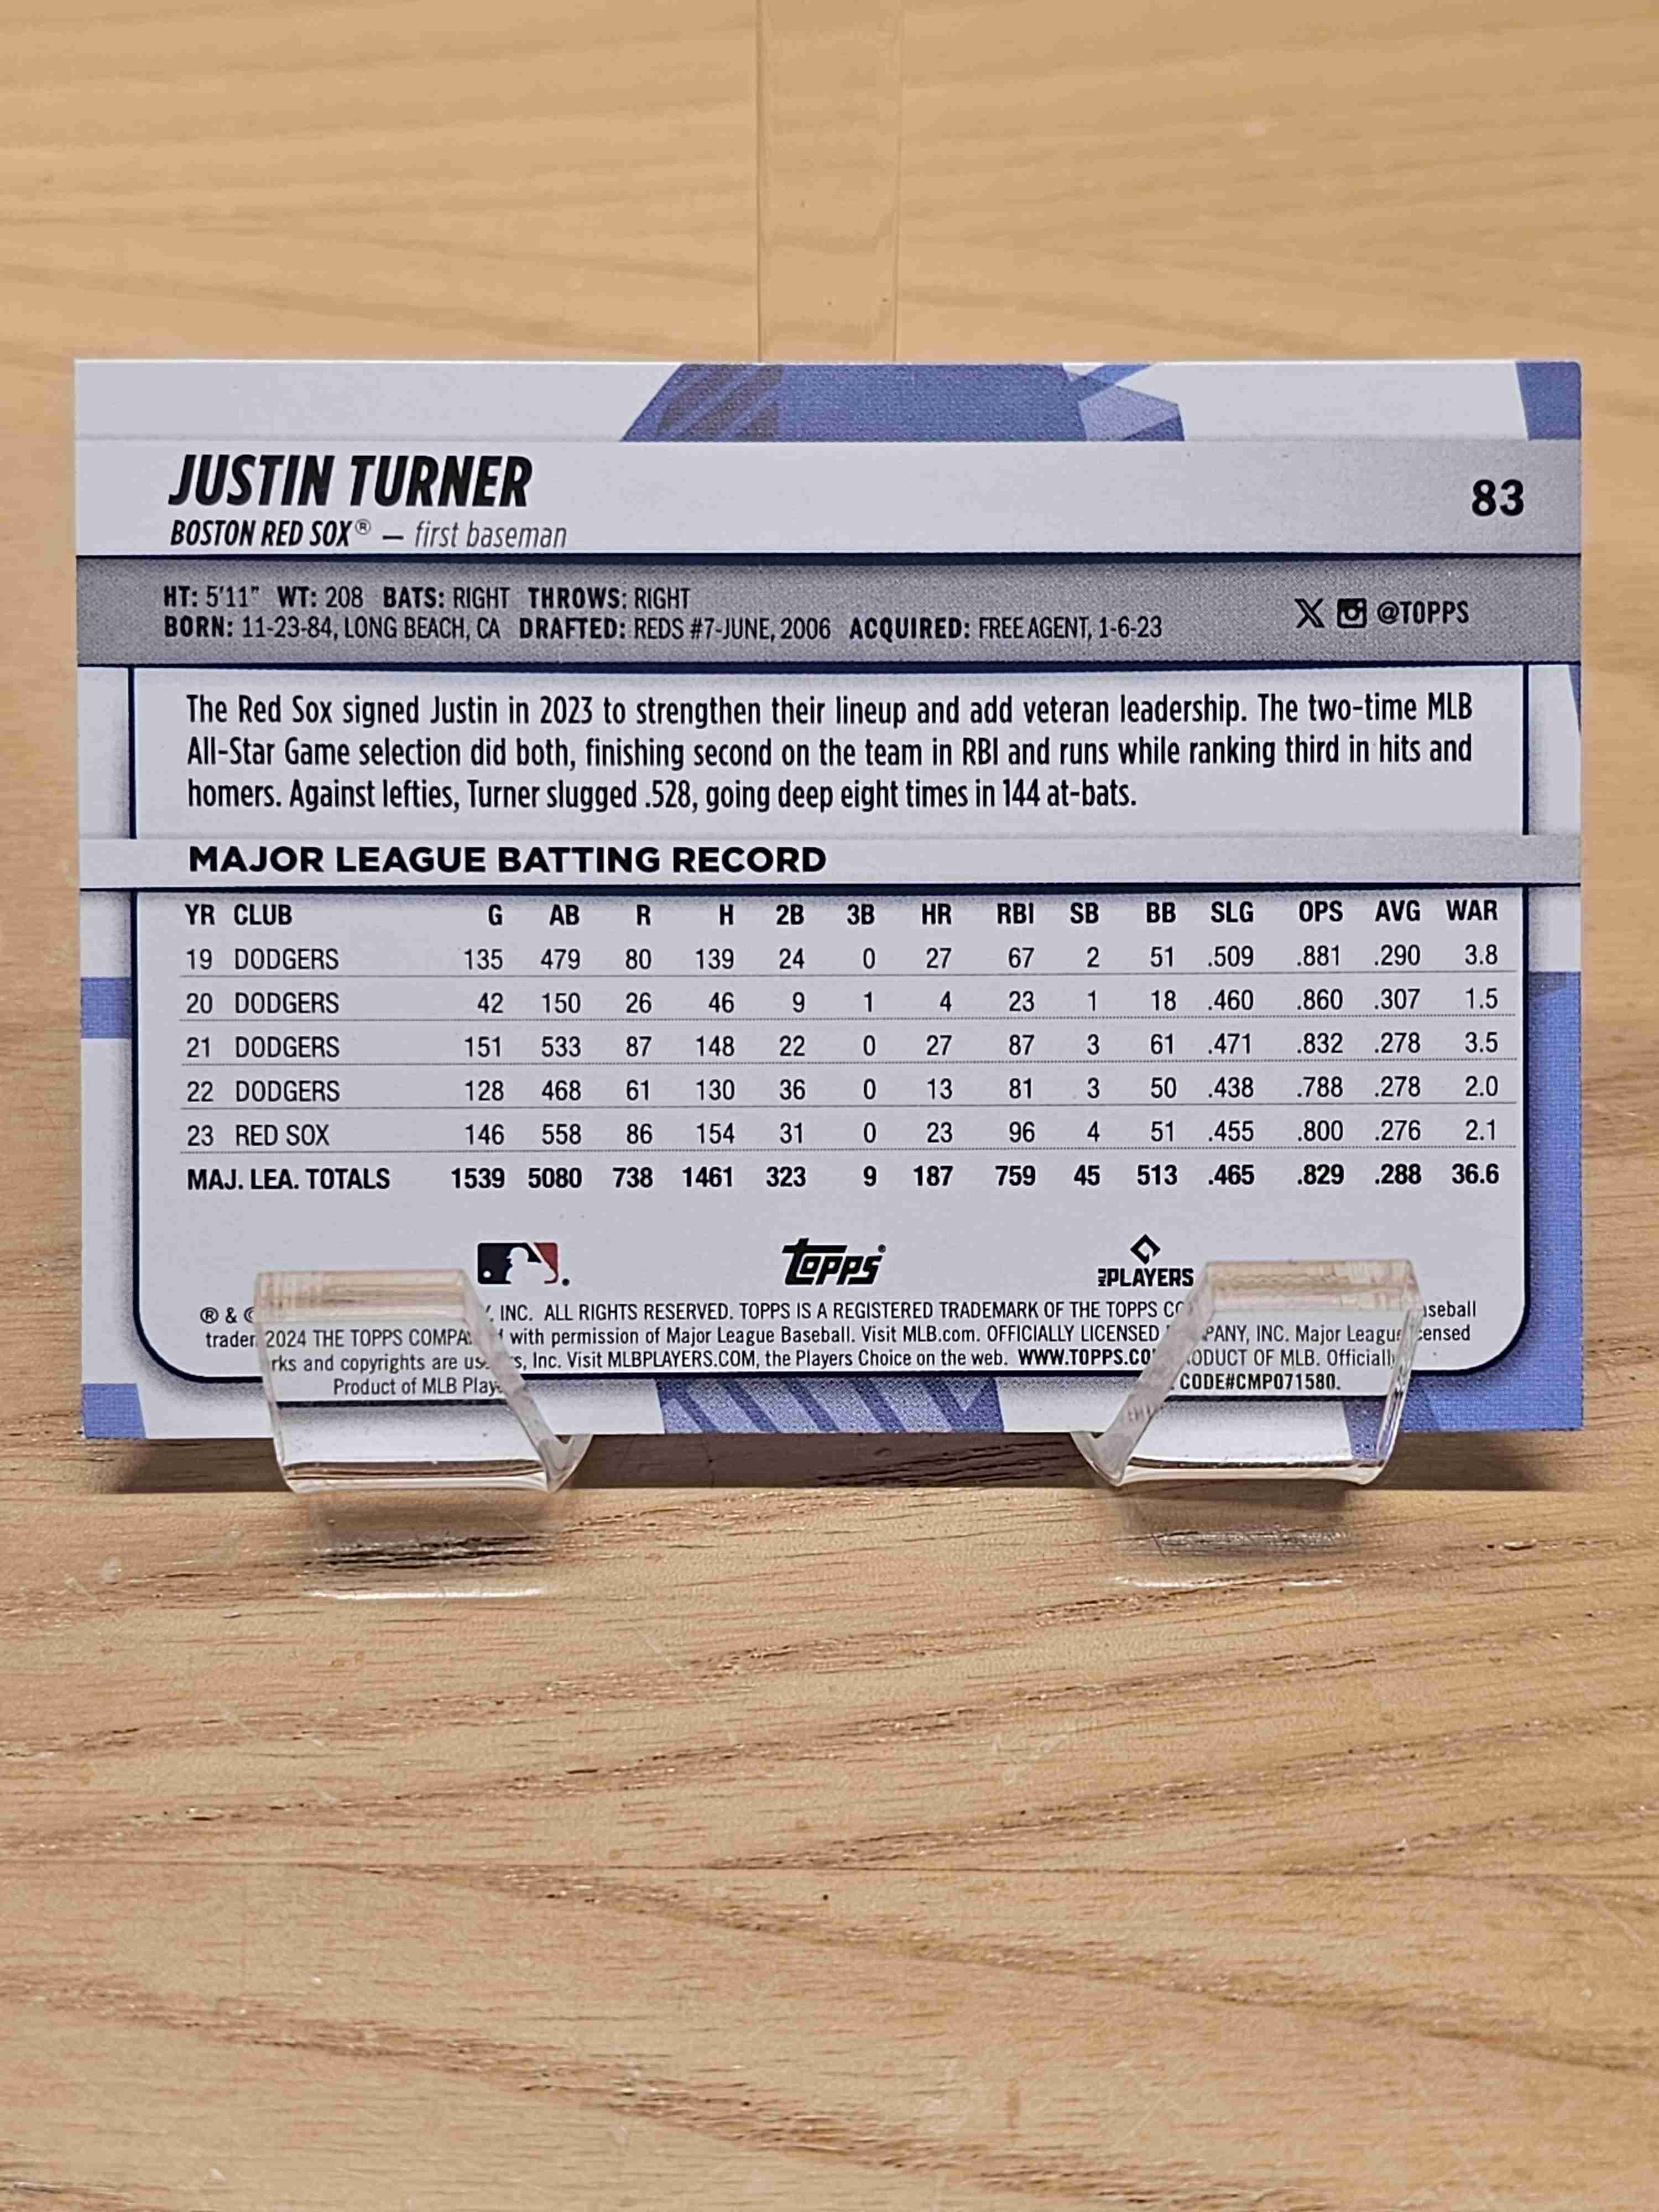 JUSTIN TURNER
83
BOSTON RED SOX® — first baseman
HT: 5'11" WT: 208 BATS: RIGHT THROWS: RIGHT
BORN: 11-23-84, LONG BEACH, CA DRAFTED: REDS #7-JUNE, 2006 ACQUIRED: FREE AGENT, 1-6-23
@TOPPS
The Red Sox signed Justin in 2023 to strengthen their lineup and add veteran leadership. The two-time MLB
All-Star Game selection did both, finishing second on the team in RBI and runs while ranking third in hits and
homers. Against lefties, Turner slugged .528, going deep eight times in 144 at-bats.
MAJOR LEAGUE BATTING RECORD
YR CLUB G AB R H 2B 3B HR RBI SB BB SLG OPS AVG WAR
19 DODGERS 135 479 80 139 24 0 27 67 2 51 .509 .881 .290 3.8
20 DODGERS 42 150 26 46 9 1 4 23 1 18 .460 .860 .307 1.5
21 DODGERS 151 533 87 148 22 0 27 87 3 61 .471 .832 .278 3.5
22 DODGERS 128 468 61 130 36 0 13 81 3 50 .438 .788 .278 2.0
23 RED SOX 146 558 86 154 31 0 23 96 4 51 .455 .800 .276 2.1
MAJ. LEA. TOTALS 1539 5080 738 1461 323 9 187 759 45 513 .465 .829 .288 36.6
topps®
MLB PLAYERS
® & © 2024 THE TOPPS COMPA INC. ALL RIGHTS RESERVED. TOPPS IS A REGISTERED TRADEMARK OF THE TOPPS COMPANY, INC. Major League Baseball
trademarks and copyrights are used with permission of Major League Baseball. Visit MLB.com. OFFICIALLY LICENSED PRODUCT OF MLB. Officially Licensed
Product of MLB Players, Inc. Visit MLBPLAYERS.COM, the Players Choice on the web. WWW.TOPPS.CO CODE#CMP071580.